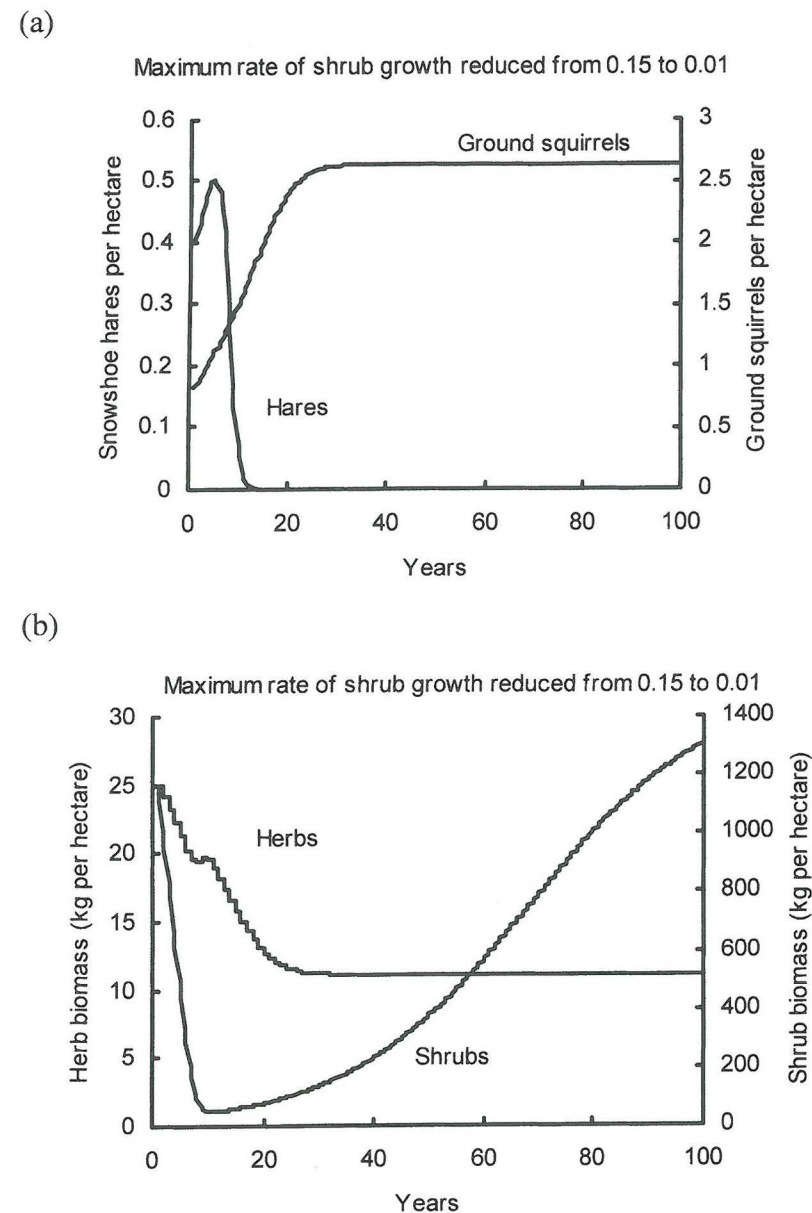 (a)
Maximum rate of shrub growth reduced from 0.15 to 0.01
Snowshoe hares per hectare
0.6
0.5
0.4
0.3
0.2
0.1
0
Ground squirrels
Hares
3
2.5
2
1.5
1
0.5
0
Ground squirrels per hectare
0 20 40 60 80 100
Years
(b)
Maximum rate of shrub growth reduced from 0.15 to 0.01
Herb biomass (kg per hectare)
30
25
20
15
10
5
0
Herbs
Shrubs
1400
1200
1000
800
600
400
200
0
Shrub biomass (kg per hectare)
0 20 40 60 80 100
Years